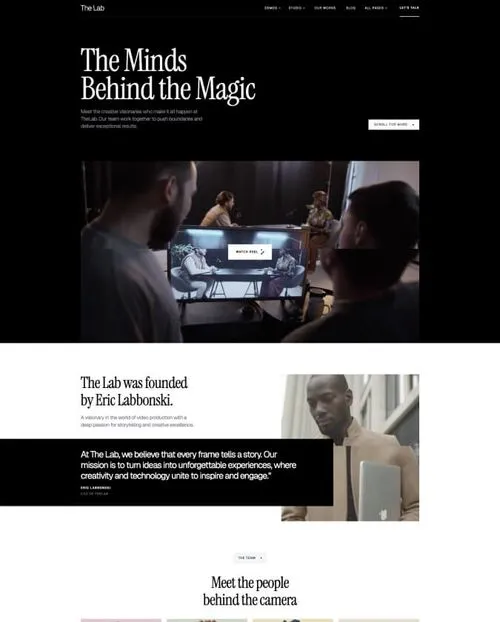 The Lab
DEMOS
STUDIO
OUR WORKS
BLOG
ALL PAGES
LET'S TALK
The Minds
Behind the Magic
Meet the creative visionaries who make it all happen at
TheLab. Our team work together to push boundaries and
deliver exceptional results.
SCROLL FOR MORE
WATCH REEL
The Lab was founded
by Eric Labbonski.
A visionary in the world of video production with a
deep passion for storytelling and creative excellence.
At The Lab, we believe that every frame tells a story. Our
mission is to turn ideas into unforgettable experiences, where
creativity and technology unite to inspire and engage."
ERIC LABBONSKI
THE TEAM
Meet the people
behind the camera